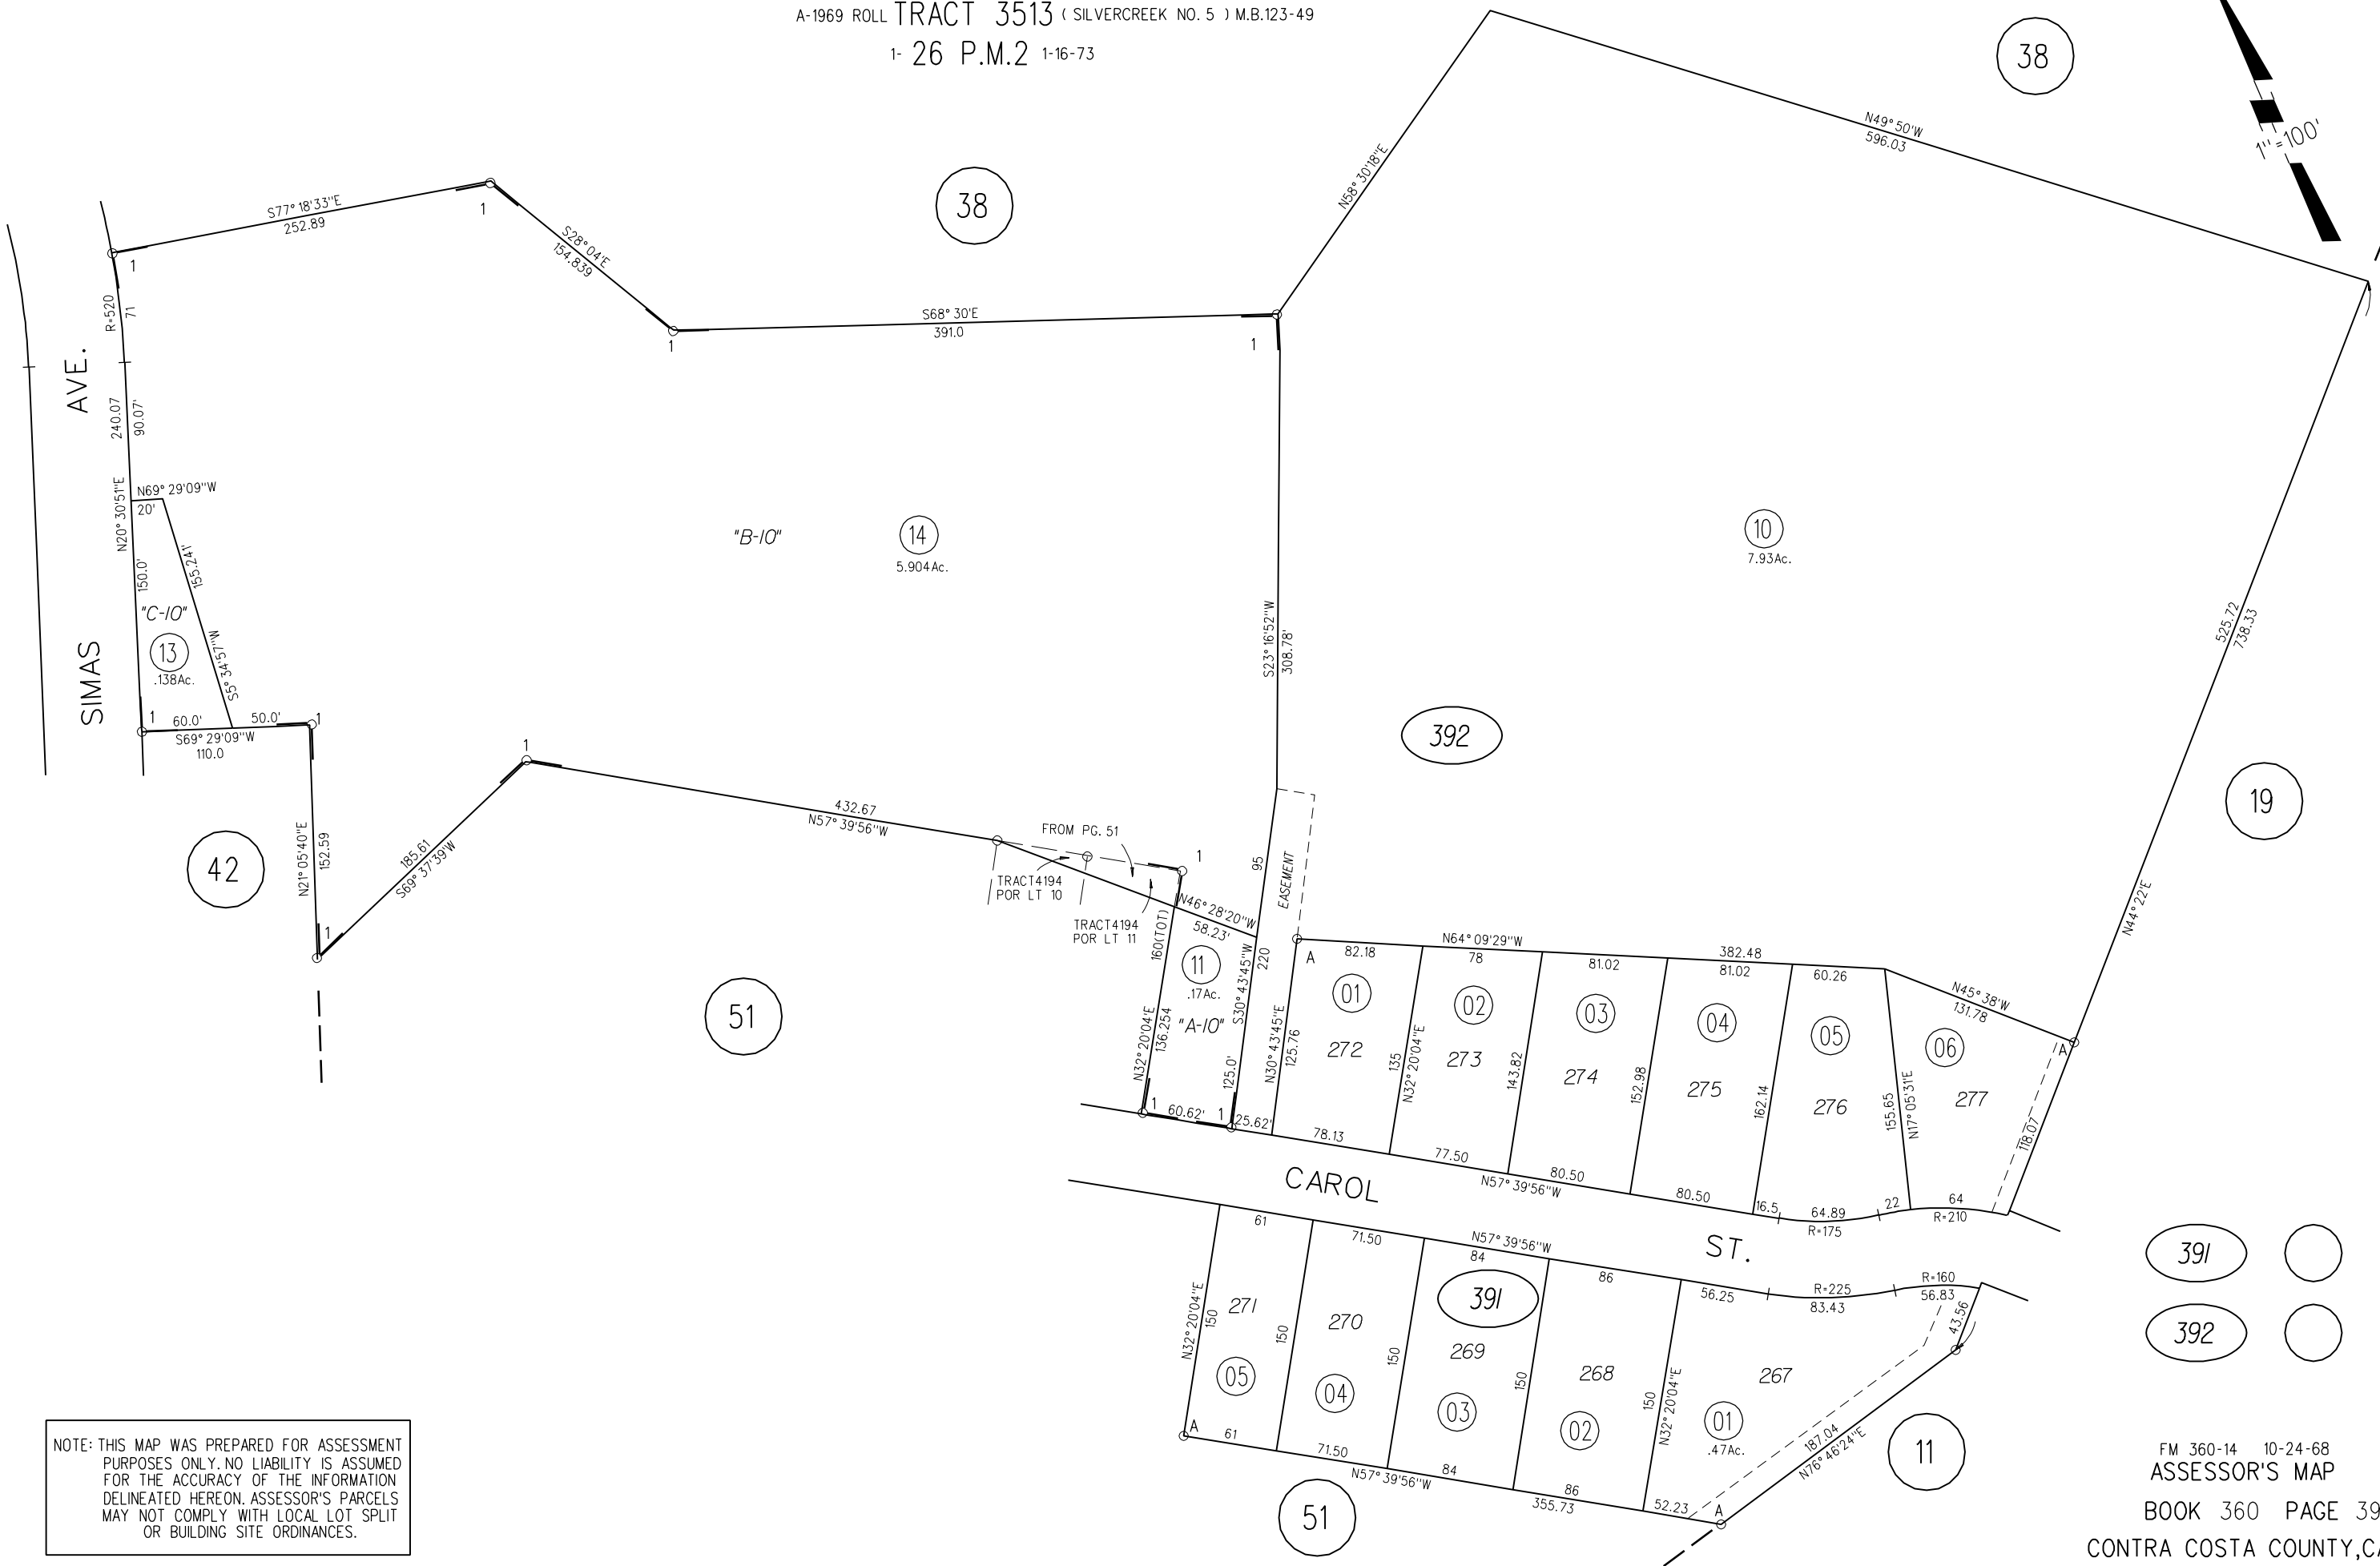 A-1969 ROLL TRACT 3513 ( SILVERCREEK NO. 5 ) M.B.123-49
1- 26 P.M.2 1-16-73
38
1"=100'
N49° 50'W
596.03
N58° 30'18"E
38
S77° 18'33"E
252.89
1
1
S28° 04'E
154.839
R=520
71
S68° 30'E
391.0
1
1
AVE.
240.07
90.07'
N20° 30'51"E
N69° 29'09"W
20'
155.24'
150.0'
"C-10"
13
.138Ac.
S5° 34'57"W
SIMAS
"B-10"
14
5.904Ac.
10
7.93Ac.
S23° 16'52"W
308.78'
525.72
738.33
N44° 22'E
1
60.0'
50.0'
1
S69° 29'09"W
110.0
392
19
1
432.67
N57° 39'56"W
FROM PG. 51
1
42
N21° 05'40"E
152.59
185.61
S69° 37'39"W
1
TRACT4194
POR LT 10
TRACT4194
POR LT 11
95
EASEMENT
N46° 28'20"W
58.23'
160(TOT)
11
.17Ac.
"A-10"
S30° 43'45"W
220
N32° 20'04"E
136.254
125.0'
N30° 43'45"E
125.76
51
A
82.18
N64° 09'29"W
78
81.02
382.48
81.02
60.26
N45° 38'W
131.78
A
01
272
135
N32° 20'04"E
02
273
143.82
03
274
152.98
04
275
162.14
05
276
155.65
N17° 05'31"E
06
277
118.07
1
60.62'
1
25.62'
78.13
77.50
80.50
N57° 39'56"W
80.50
16.5
64.89
R=175
22
64
R=210
CAROL
ST.
61
71.50
N57° 39'56"W
84
86
56.25
R=225
83.43
R=160
56.83
43.56
391
392
391
N32° 20'04"E
150
271
05
150
270
04
150
269
03
150
268
02
150
N32° 20'04"E
267
01
.47Ac.
187.04
N76° 46'24"E
11
A
61
71.50
N57° 39'56"W
84
86
355.73
52.23
A
51
NOTE: THIS MAP WAS PREPARED FOR ASSESSMENT
PURPOSES ONLY. NO LIABILITY IS ASSUMED
FOR THE ACCURACY OF THE INFORMATION
DELINEATED HEREON. ASSESSOR'S PARCELS
MAY NOT COMPLY WITH LOCAL LOT SPLIT
OR BUILDING SITE ORDINANCES.
FM 360-14 10-24-68
ASSESSOR'S MAP
BOOK 360 PAGE 39
CONTRA COSTA COUNTY,CA